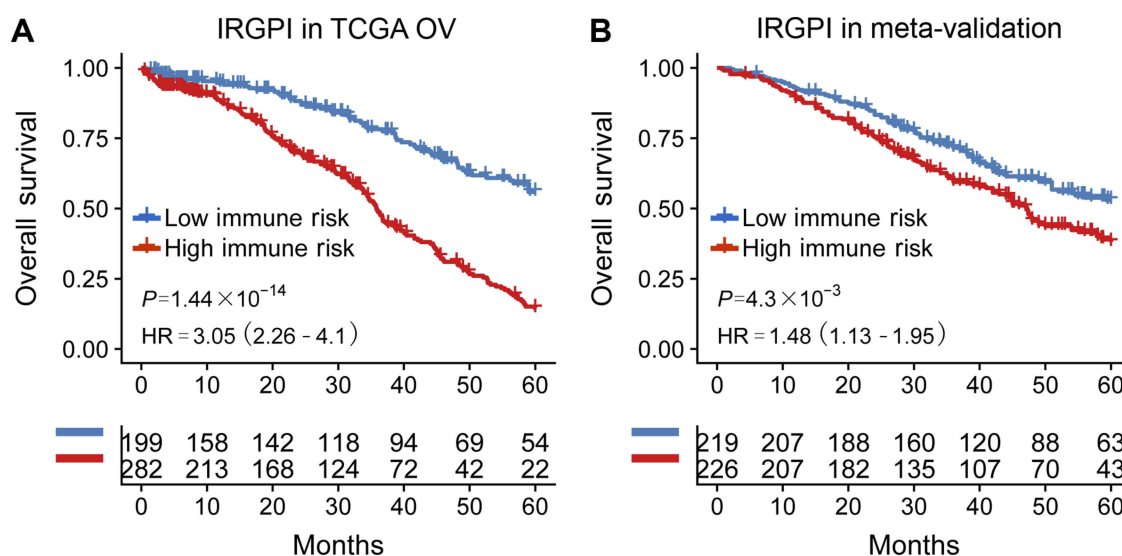 A
IRGPI in TCGA OV
Overall survival
1.00
0.75
0.50
0.25
0.00
Low immune risk
High immune risk
P=1.44×10⁻¹⁴
HR = 3.05 (2.26 - 4.1)
0 10 20 30 40 50 60
199 158 142 118 94 69 54
282 213 168 124 72 42 22
0 10 20 30 40 50 60
Months
B
IRGPI in meta-validation
Overall survival
1.00
0.75
0.50
0.25
0.00
Low immune risk
High immune risk
P=4.3×10⁻³
HR = 1.48 (1.13 - 1.95)
0 10 20 30 40 50 60
219 207 188 160 120 88 63
226 207 182 135 107 70 43
0 10 20 30 40 50 60
Months